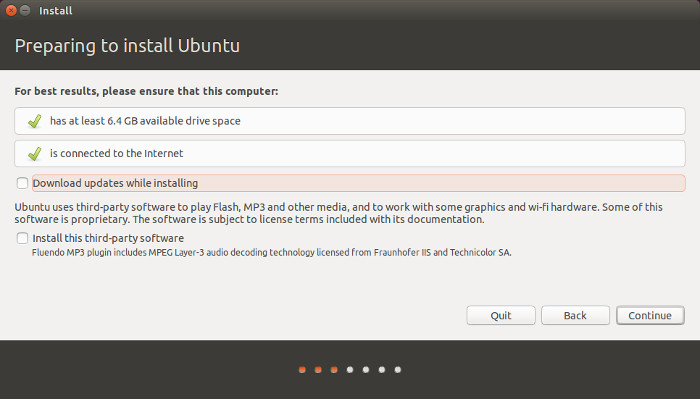 Install
Preparing to install Ubuntu
For best results, please ensure that this computer:
has at least 6.4 GB available drive space
is connected to the Internet
Download updates while installing
Ubuntu uses third-party software to play Flash, MP3 and other media, and to work with some graphics and wi-fi hardware. Some of this
software is proprietary. The software is subject to license terms included with its documentation.
Install this third-party software
Fluendo MP3 plugin includes MPEG Layer-3 audio decoding technology licensed from Fraunhofer IIS and Technicolor SA.
Quit
Back
Continue